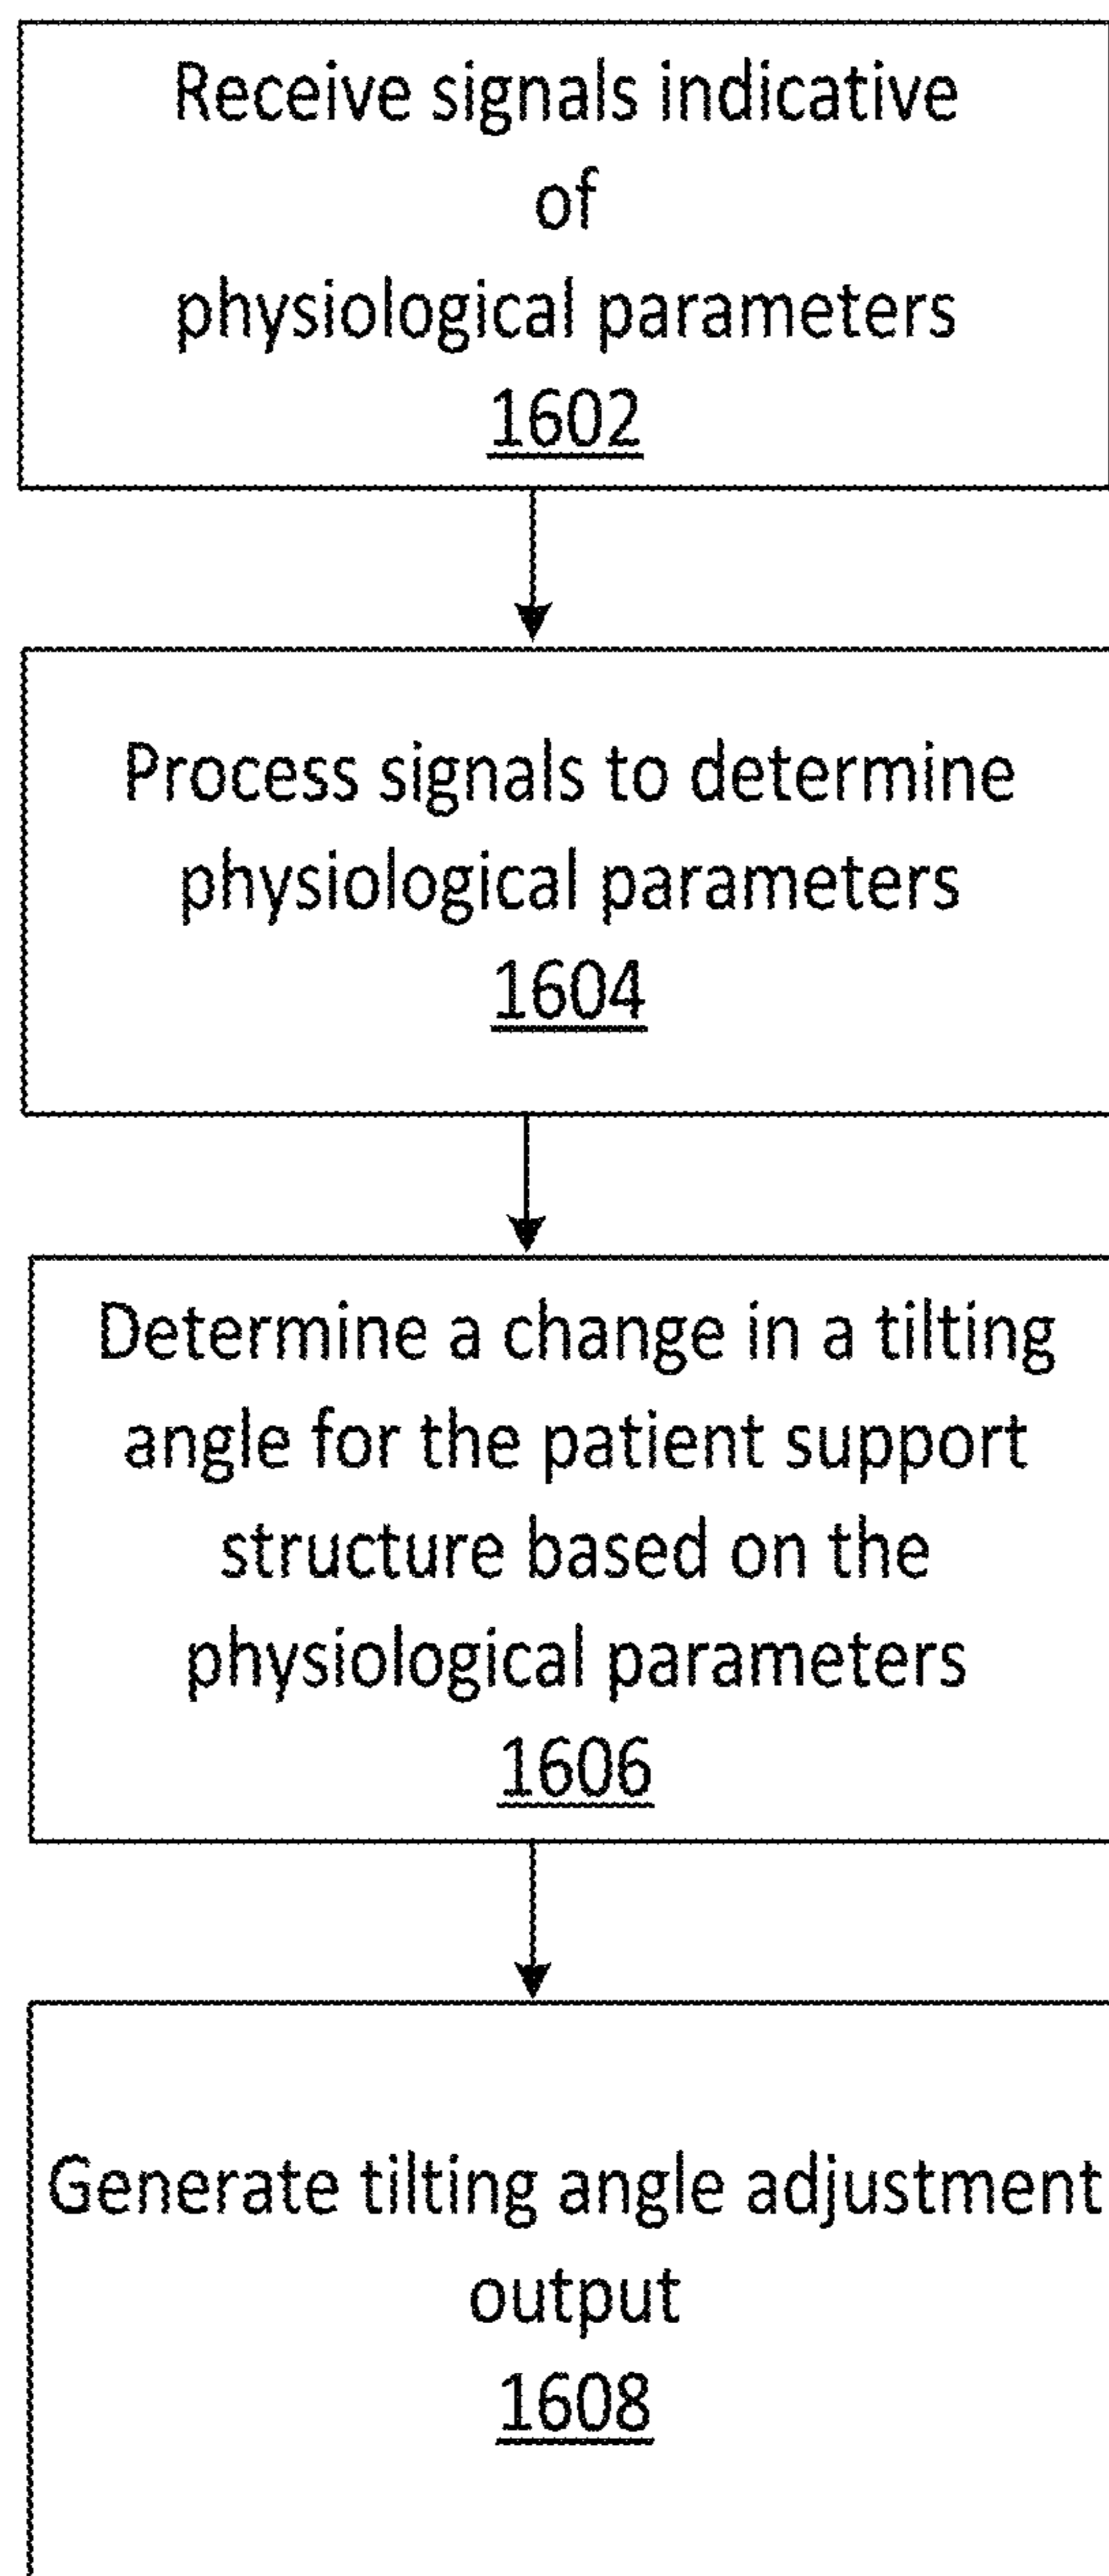 Receive signals indicative
of
physiological parameters
1602
Process signals to determine
physiological parameters
1604
Determine a change in a tilting
angle for the patient support
structure based on the
physiological parameters
1606
Generate tilting angle adjustment
output
1608